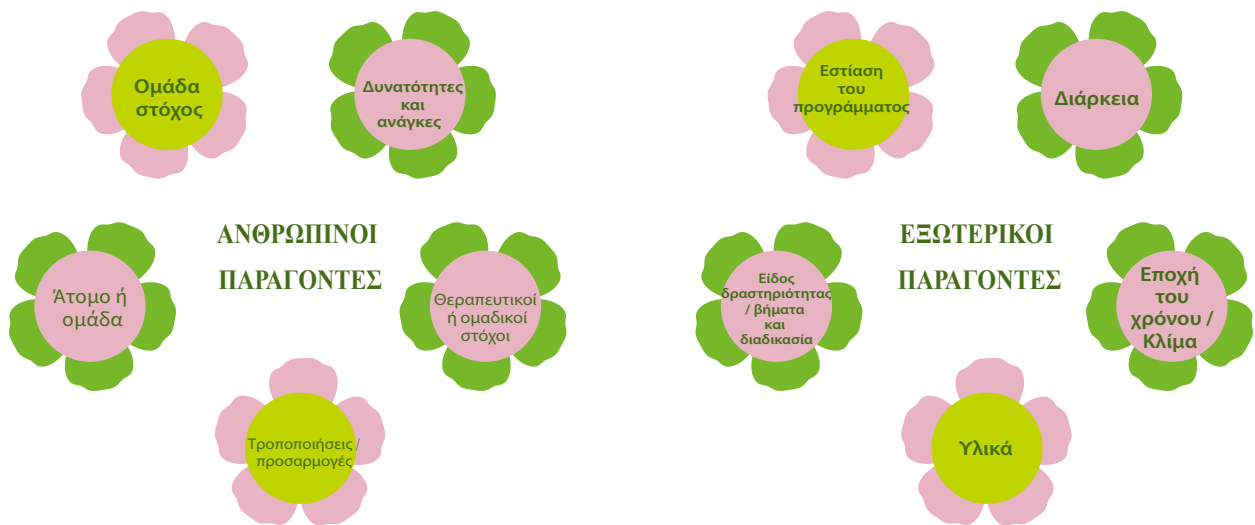 Ομάδα
στόχος
Δυνατότητες
και
ανάγκες
ΑΝΘΡΩΠΙΝΟΙ
ΠΑΡΑΓΟΝΤΕΣ
Άτομο ή
ομάδα
Θεραπευτικοί
ή ομαδικοί
στόχοι
Τροποποιήσεις /
προσαρμογές
Εστίαση
του
προγράμματος
Διάρκεια
ΕΞΩΤΕΡΙΚΟΙ
ΠΑΡΑΓΟΝΤΕΣ
Είδος
δραστηριότητας
/ βήματα
και
διαδικασία
Εποχή
του
χρόνου /
Κλίμα
Υλικά